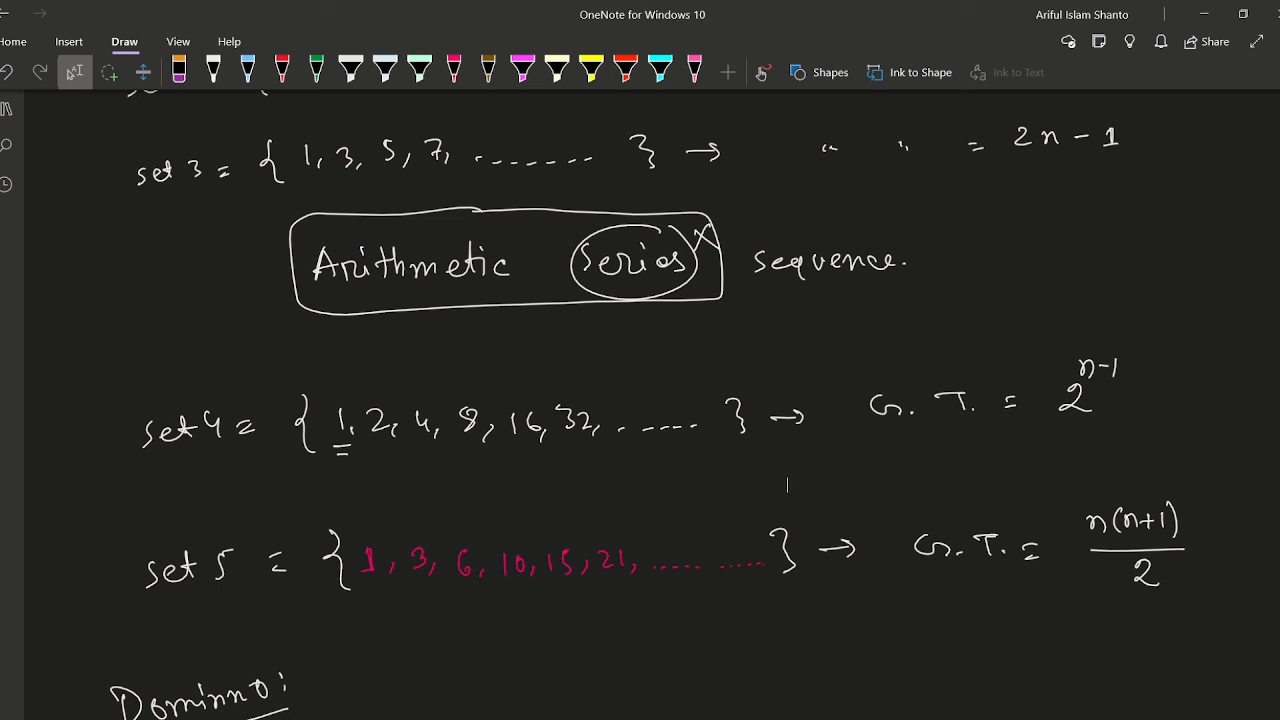 OneNote for Windows 10
Ariful Islam Shanto
Home Insert Draw View Help
Share
Shapes Ink to Shape Ink to Text
set 3 = { 1, 3, 5, 7, ........ } → " " = 2n - 1
Arithmetic Series x sequence.
set 4 = { 1, 2, 4, 8, 16, 32, ...... } → G. T. = 2^(n-1)
set 5 = { 1, 3, 6, 10, 15, 21, ..... ..... } → G. T. = n(n+1)/2
Dominno: